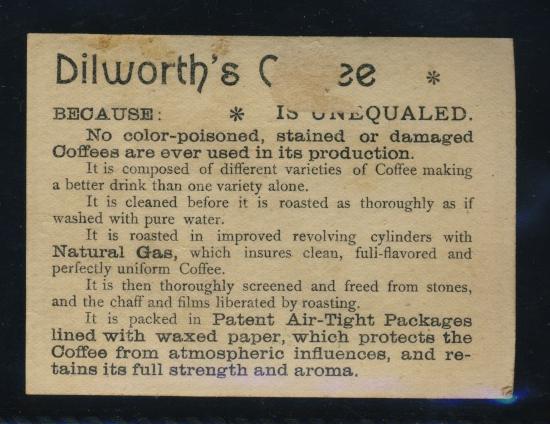 Dilworth's
*
BECAUSE: * IS UNEQUALED.
No color-poisoned, stained or damaged
Coffees are ever used in its production.
It is composed of different varieties of Coffee making
a better drink than one variety alone.
It is cleaned before it is roasted as thoroughly as if
washed with pure water.
It is roasted in improved revolving cylinders with
Natural Gas, which insures clean, full-flavored and
perfectly uniform Coffee.
It is then thoroughly screened and freed from stones,
and the chaff and films liberated by roasting.
It is packed in Patent Air-Tight Packages
lined with waxed paper, which protects the
Coffee from atmospheric influences, and re-
tains its full strength and aroma.